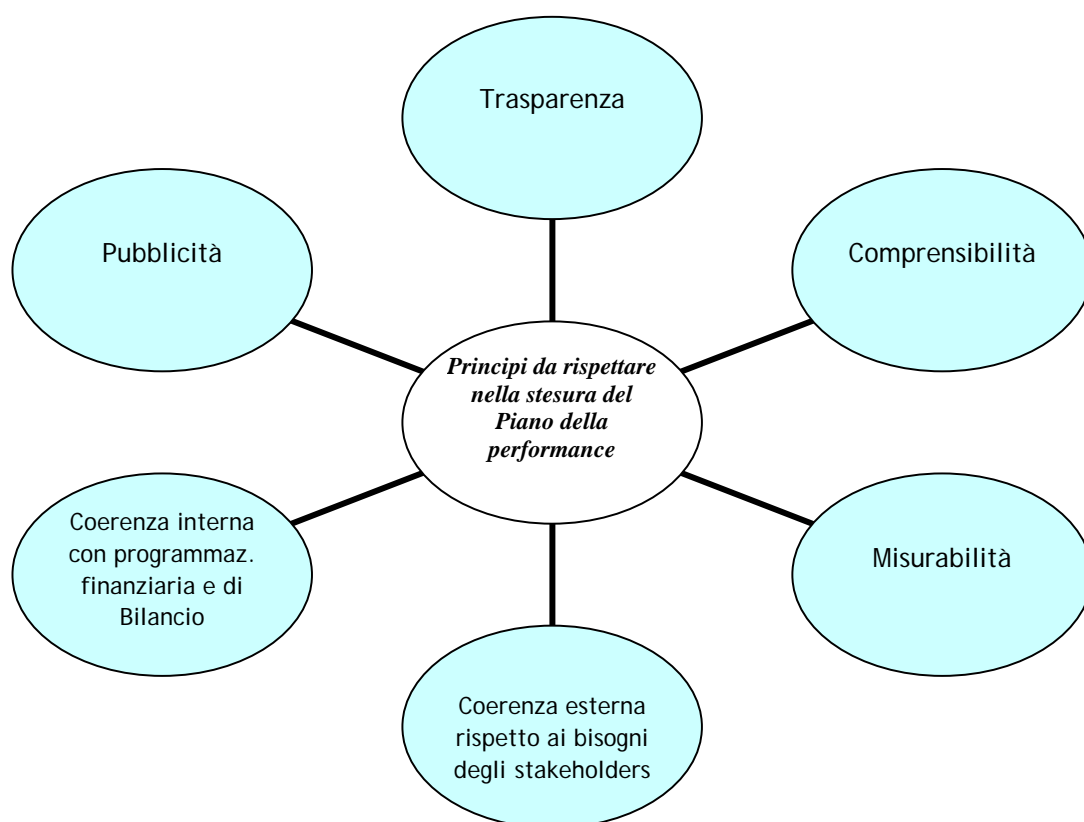 Trasparenza
Pubblicità
Comprensibilità
Principi da rispettare
nella stesura del
Piano della
performance
Coerenza interna
con programmaz.
finanziaria e di
Bilancio
Misurabilità
Coerenza esterna
rispetto ai bisogni
degli stakeholders